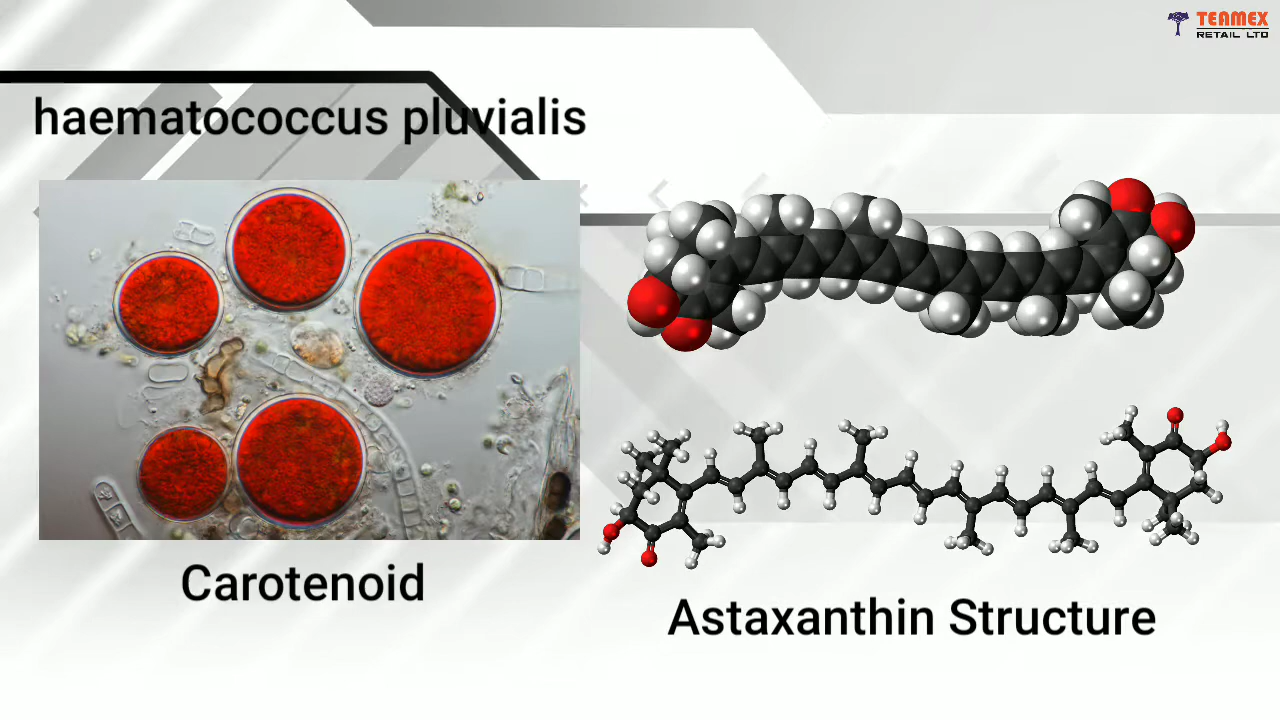 TEAMEX
RETAIL LTD
haematococcus pluvialis
Carotenoid
Astaxanthin Structure